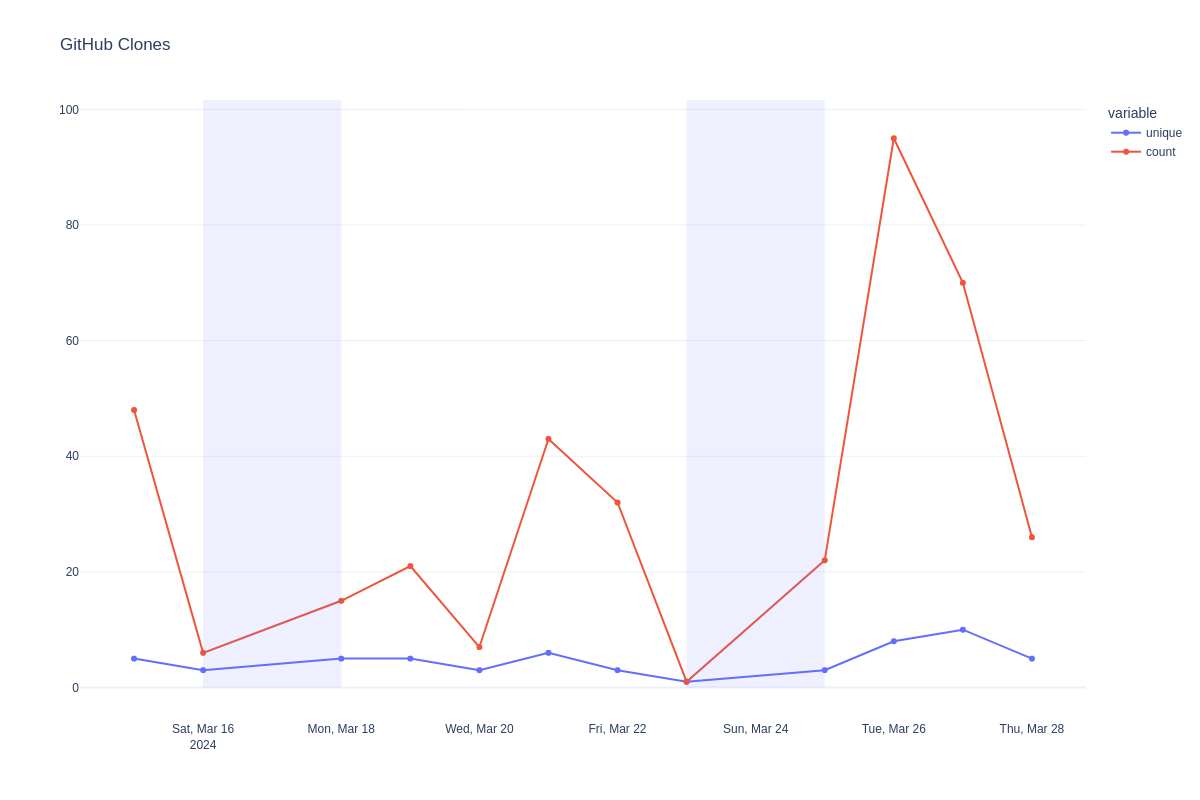 GitHub Clones
100
80
60
40
20
0
Sat, Mar 16
2024
Mon, Mar 18
Wed, Mar 20
Fri, Mar 22
Sun, Mar 24
Tue, Mar 26
Thu, Mar 28
variable
unique
count